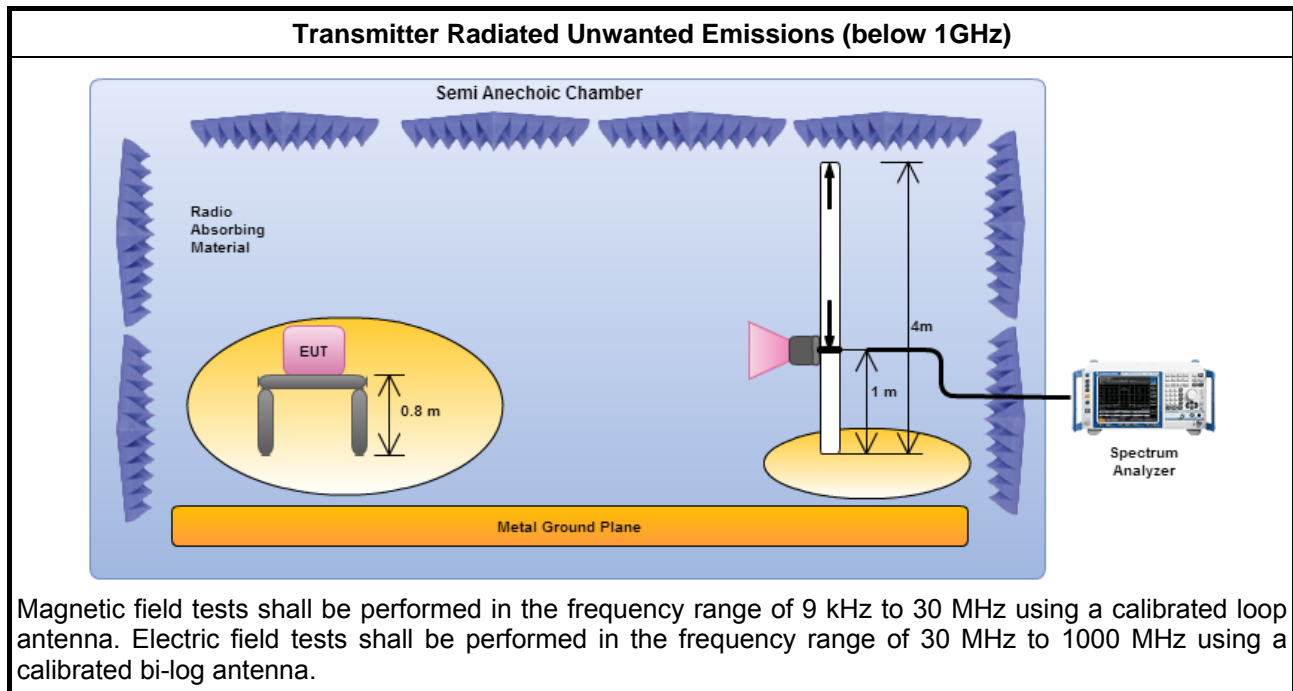 Transmitter Radiated Unwanted Emissions (below 1GHz)
Semi Anechoic Chamber
Radio
Absorbing
Material
EUT
0.8 m
4m
1 m
Spectrum
Analyzer
Metal Ground Plane
Magnetic field tests shall be performed in the frequency range of 9 kHz to 30 MHz using a calibrated loop
antenna. Electric field tests shall be performed in the frequency range of 30 MHz to 1000 MHz using a
calibrated bi-log antenna.